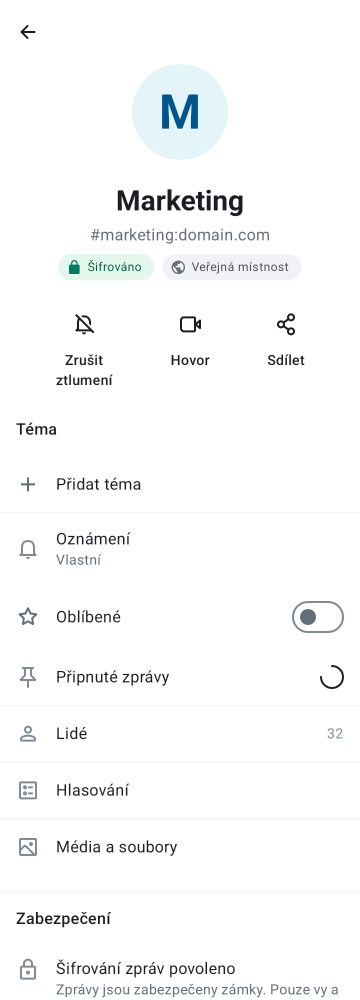 M
Marketing
#marketing:domain.com
Šifrováno
Veřejná místnost
Zrušit
ztlumení
Hovor
Sdílet
Téma
Přidat téma
Oznámení
Vlastní
Oblíbené
Připnuté zprávy
Lidé
32
Hlasování
Média a soubory
Zabezpečení
Šifrování zpráv povoleno
Zprávy jsou zabezpečeny zámky. Pouze vy a